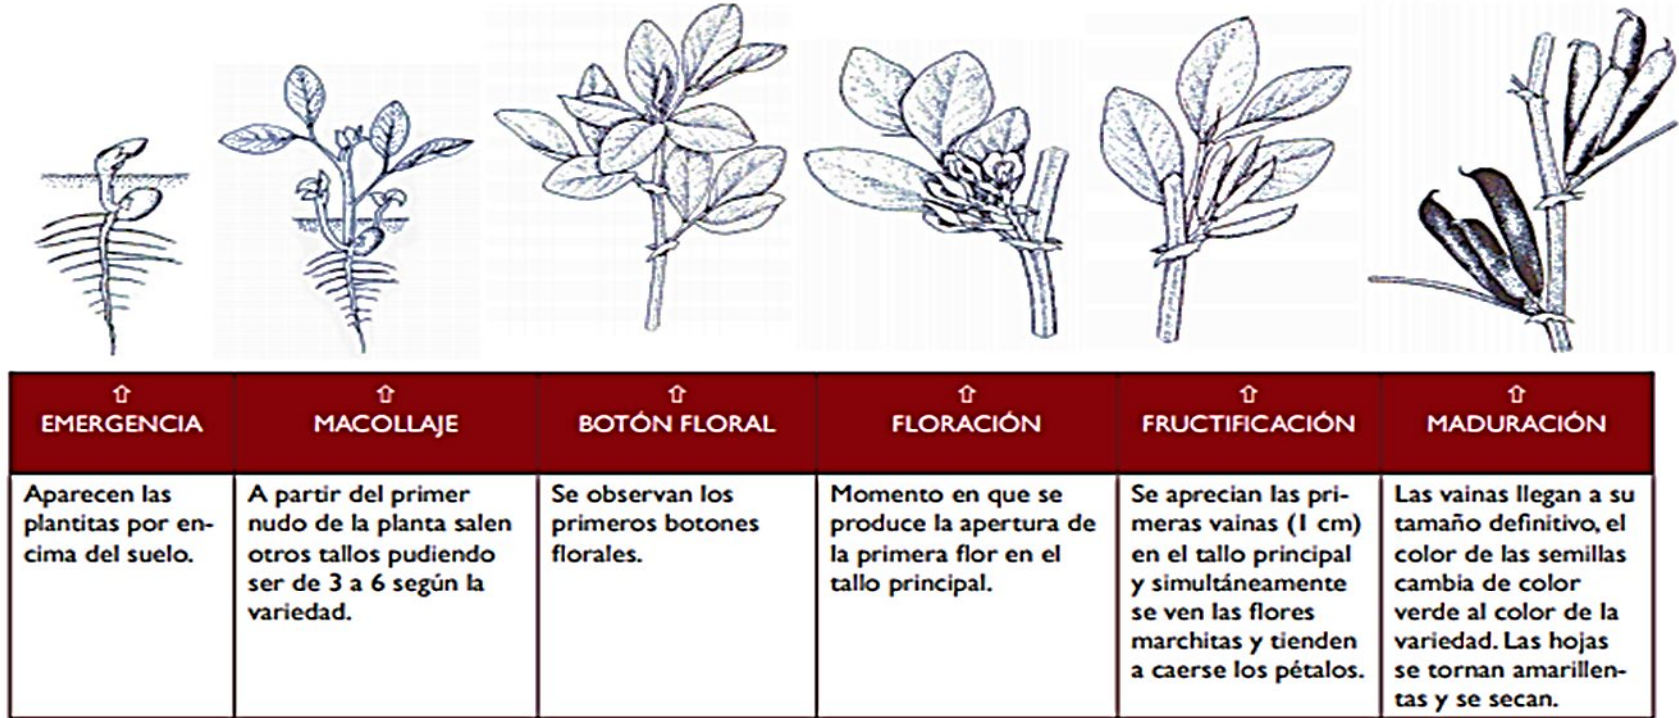 EMERGENCIA
MACOLLAJE
BOTÓN FLORAL
FLORACIÓN
FRUCTIFICACIÓN
MADURACIÓN
Aparecen las
plantitas por en-
cima del suelo.
A partir del primer
nudo de la planta salen
otros tallos pudiendo
ser de 3 a 6 según la
variedad.
Se observan los
primeros botones
florales.
Momento en que se
produce la apertura de
la primera flor en el
tallo principal.
Se aprecian las pri-
meras vainas (1 cm)
en el tallo principal
y simultáneamente
se ven las flores
marchitas y tienden
a caerse los pétalos.
Las vainas llegan a su
tamaño definitivo, el
color de las semillas
cambia de color
verde al color de la
variedad. Las hojas
se tornan amarillen-
tas y se secan.